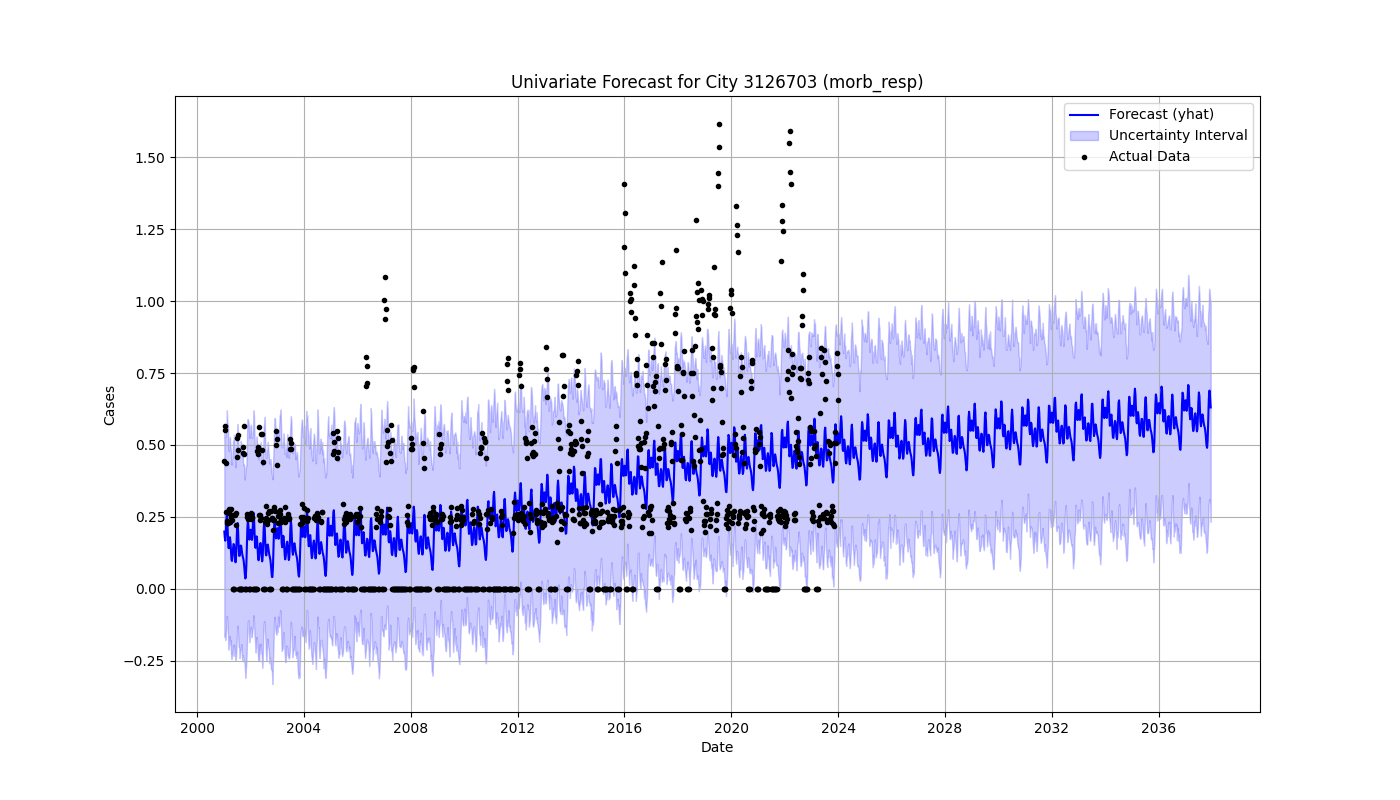 Univariate Forecast for City 3126703 (morb_resp)
Forecast (yhat)
Uncertainty Interval
Actual Data
Cases
1.50
1.25
1.00
0.75
0.50
0.25
0.00
−0.25
2000 2004 2008 2012 2016 2020 2024 2028 2032 2036
Date